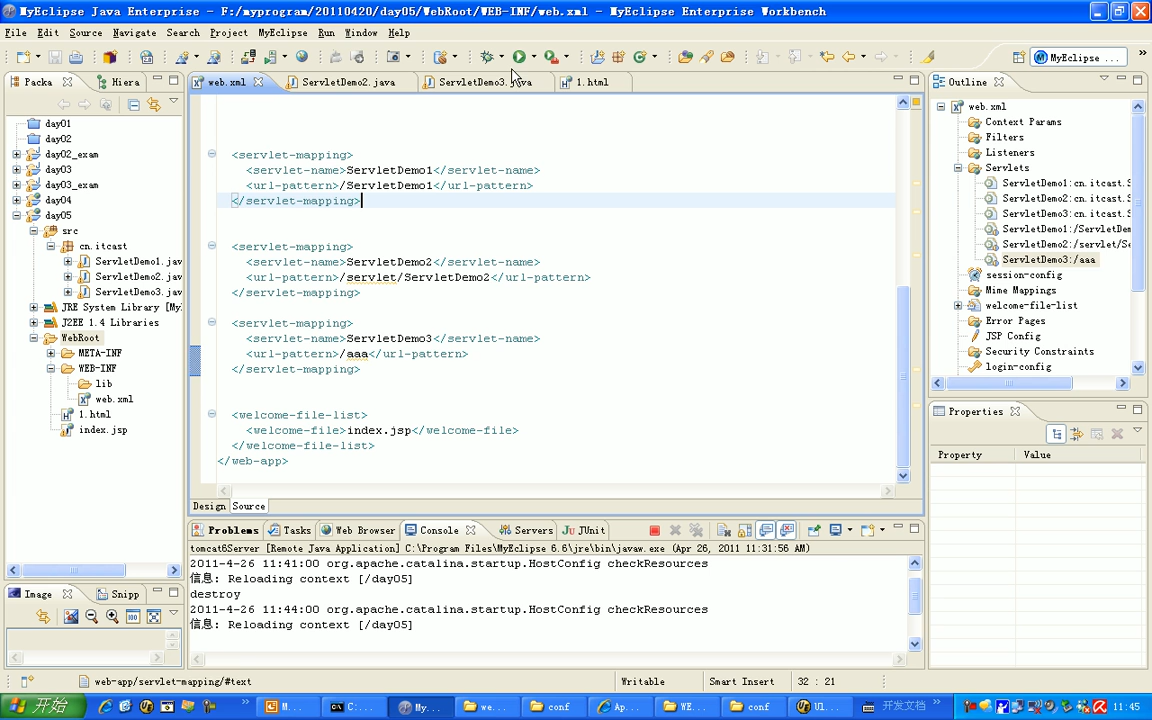 MyEclipse Java Enterprise - F:/myprogram/20110420/day05/WebRoot/WEB-INF/web.xml - MyEclipse Enterprise Workbench
File Edit Source Navigate Search Project MyEclipse Run Window Help
MyEclipse ...
Packa Hiera
web.xml ServletDemo2.java ServletDemo3.java 1.html
Outline
day01
day02
day02_exam
day03
day03_exam
day04
day05
src
cn.itcast
ServletDemo1.jav
ServletDemo2.jav
ServletDemo3.jav
JRE System Library [My
J2EE 1.4 Libraries
WebRoot
META-INF
WEB-INF
lib
web.xml
1.html
index.jsp
<servlet-mapping>
<servlet-name>ServletDemo1</servlet-name>
<url-pattern>/ServletDemo1</url-pattern>
</servlet-mapping>
<servlet-mapping>
<servlet-name>ServletDemo2</servlet-name>
<url-pattern>/servlet/ServletDemo2</url-pattern>
</servlet-mapping>
<servlet-mapping>
<servlet-name>ServletDemo3</servlet-name>
<url-pattern>/aaa</url-pattern>
</servlet-mapping>
<welcome-file-list>
<welcome-file>index.jsp</welcome-file>
</welcome-file-list>
</web-app>
Design Source
web.xml
Context Params
Filters
Listeners
Servlets
ServletDemo1:cn.itcast.S
ServletDemo2:cn.itcast.S
ServletDemo3:cn.itcast.S
ServletDemo1:/ServletDem
ServletDemo2:/servlet/Se
ServletDemo3:/aaa
session-config
Mime Mappings
welcome-file-list
Error Pages
JSP Config
Security Constraints
login-config
Properties
Property Value
Problems Tasks Web Browser Console Servers JUnit
tomcat6Server [Remote Java Application] C:\Program Files\MyEclipse 6.6\jre\bin\javaw.exe (Apr 26, 2011 11:31:56 AM)
2011-4-26 11:41:00 org.apache.catalina.startup.HostConfig checkResources
信息: Reloading context [/day05]
destroy
2011-4-26 11:44:00 org.apache.catalina.startup.HostConfig checkResources
信息: Reloading context [/day05]
Image Snipp
web-app/servlet-mapping/#text Writable Smart Insert 32 : 21
开始 M... C:... My... we... conf Ap... WE... conf Ul... 开发文档 11:45